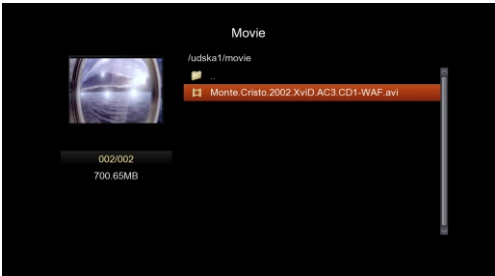 Movie
/udska1/movie
..
Monte.Cristo.2002.XviD.AC3.CD1-WAF.avi
002/002
700.65MB